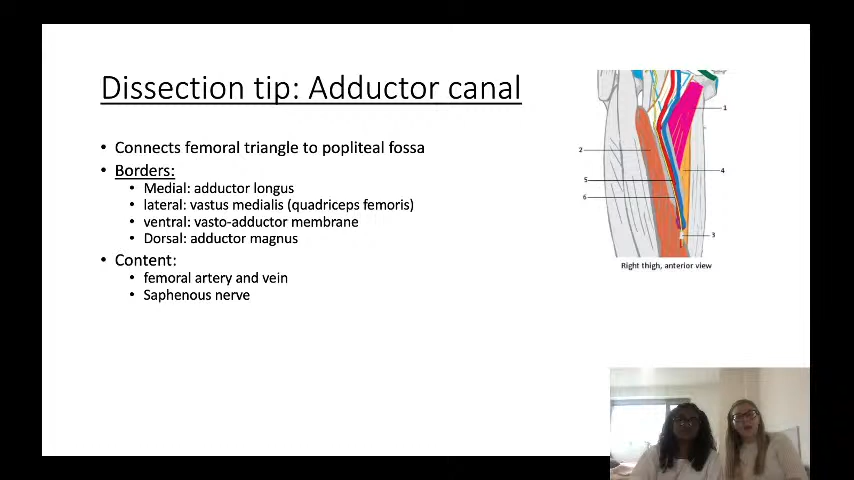 Dissection tip: Adductor canal
• Connects femoral triangle to popliteal fossa
• Borders:
• Medial: adductor longus
• lateral: vastus medialis (quadriceps femoris)
• ventral: vasto-adductor membrane
• Dorsal: adductor magnus
• Content:
• femoral artery and vein
• Saphenous nerve
1
2
4
5
6
3
Right thigh, anterior view